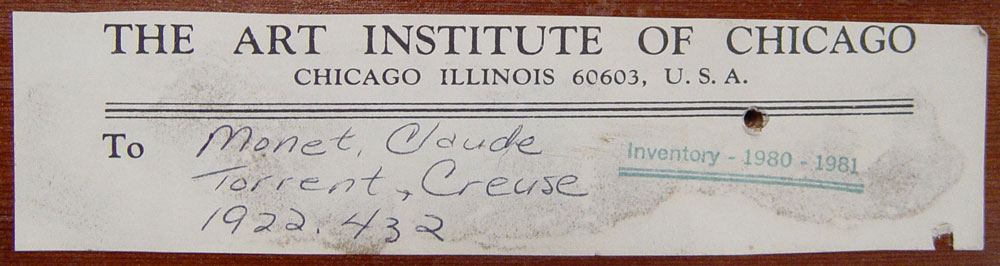 THE ART INSTITUTE OF CHICAGO
CHICAGO ILLINOIS 60603, U. S. A.
To Monet, Claude
Torrent, Creuse
1922.432
Inventory - 1980 - 1981